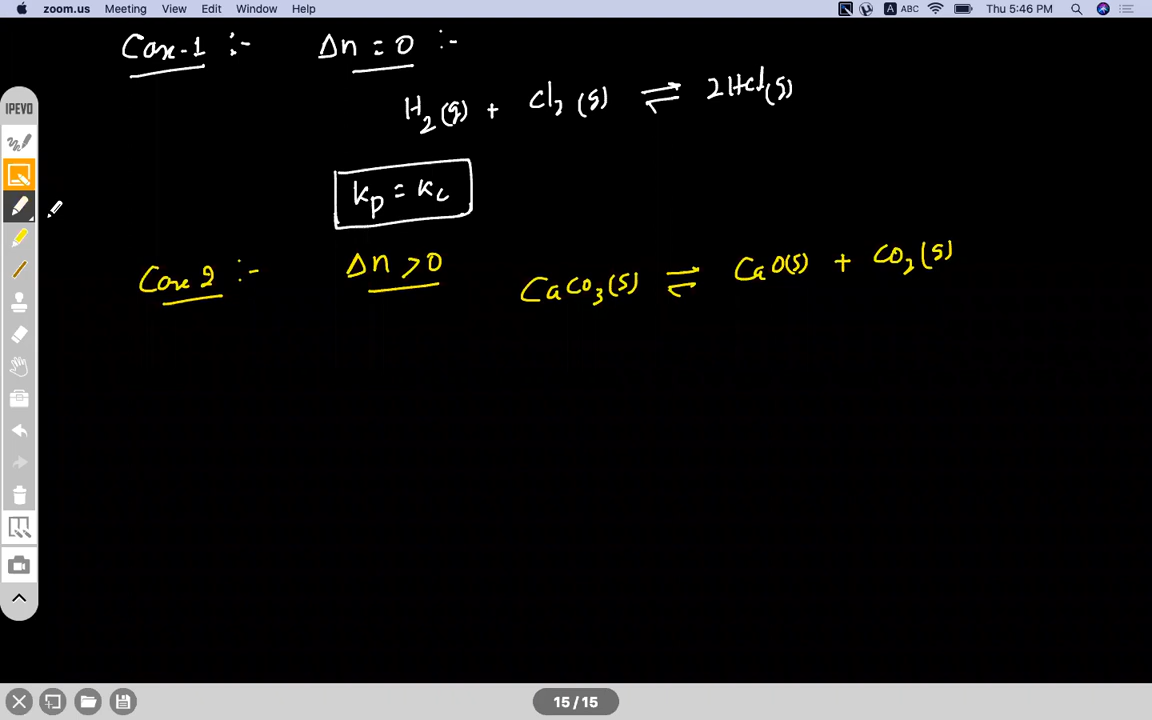 zoom.us Meeting View Edit Window Help ABC Thu 5:46 PM
Case-1 :- Δn = 0 :-
IPEVO
H₂(g) + Cl₂(g) ⇌ 2HCl(g)
Kp = Kc
Case 2 :- Δn > 0 CaCO₃(s) ⇌ CaO(s) + CO₂(g)
15/15